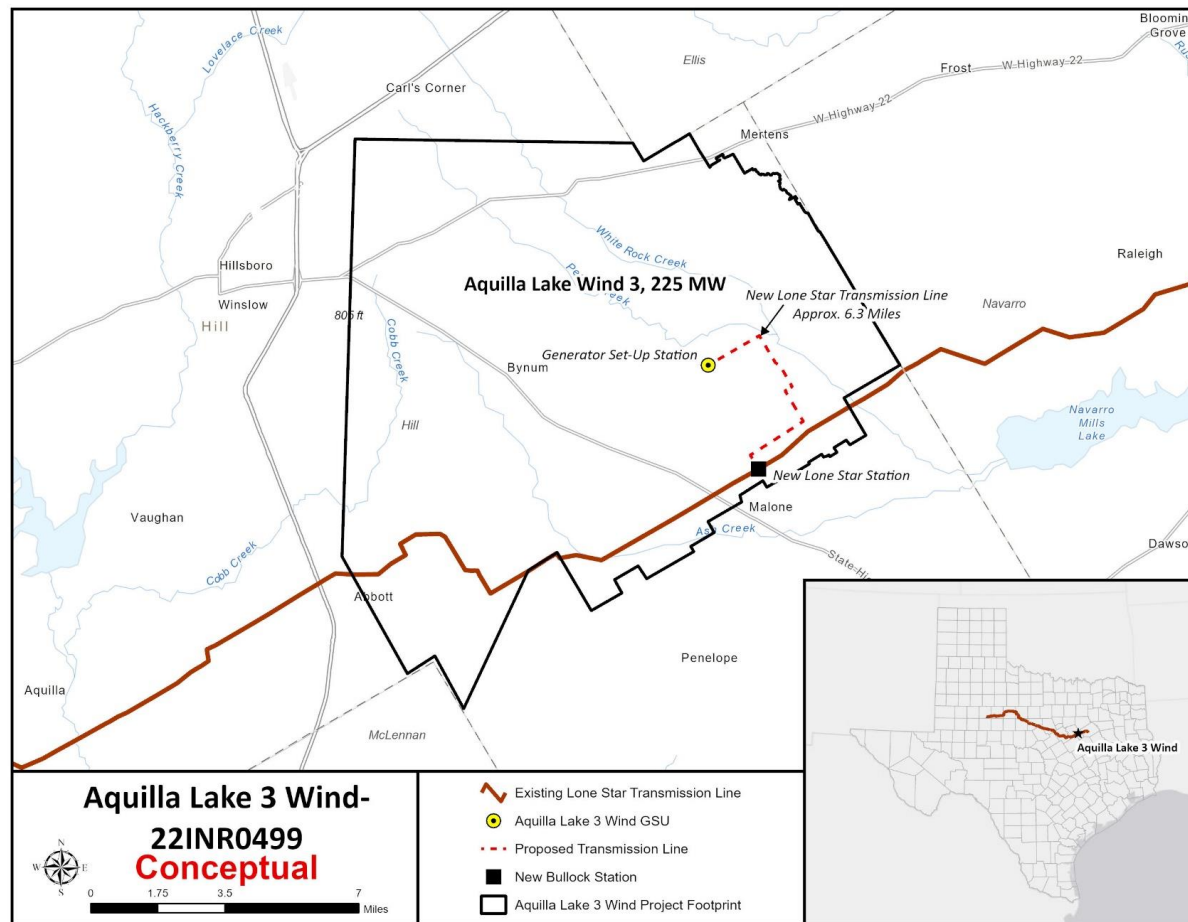 Bloomin
Grove
Ellis
Frost
W Highway 22
W Highway 22
Lovelace Creek
Carl's Corner
Hackberry Creek
Mertens
White Rock Creek
Raleigh
Hillsboro
Aquilla Lake Wind 3, 225 MW
Winslow
New Lone Star Transmission Line
Approx. 6.3 Miles
Navarro
Hill
Cobb Creek
Generator Set-Up Station
Bynum
Hill
Navarro
Mills
Lake
New Lone Star Station
Vaughan
Malone
Ash Creek
Cobb Creek
State Hi
Dawso
Abbott
Penelope
Aquilla
McLennan
Aquilla Lake 3 Wind
Aquilla Lake 3 Wind-
22INR0499
Conceptual
N
W E
S
0 1.75 3.5 7
Miles
Existing Lone Star Transmission Line
Aquilla Lake 3 Wind GSU
Proposed Transmission Line
New Bullock Station
Aquilla Lake 3 Wind Project Footprint